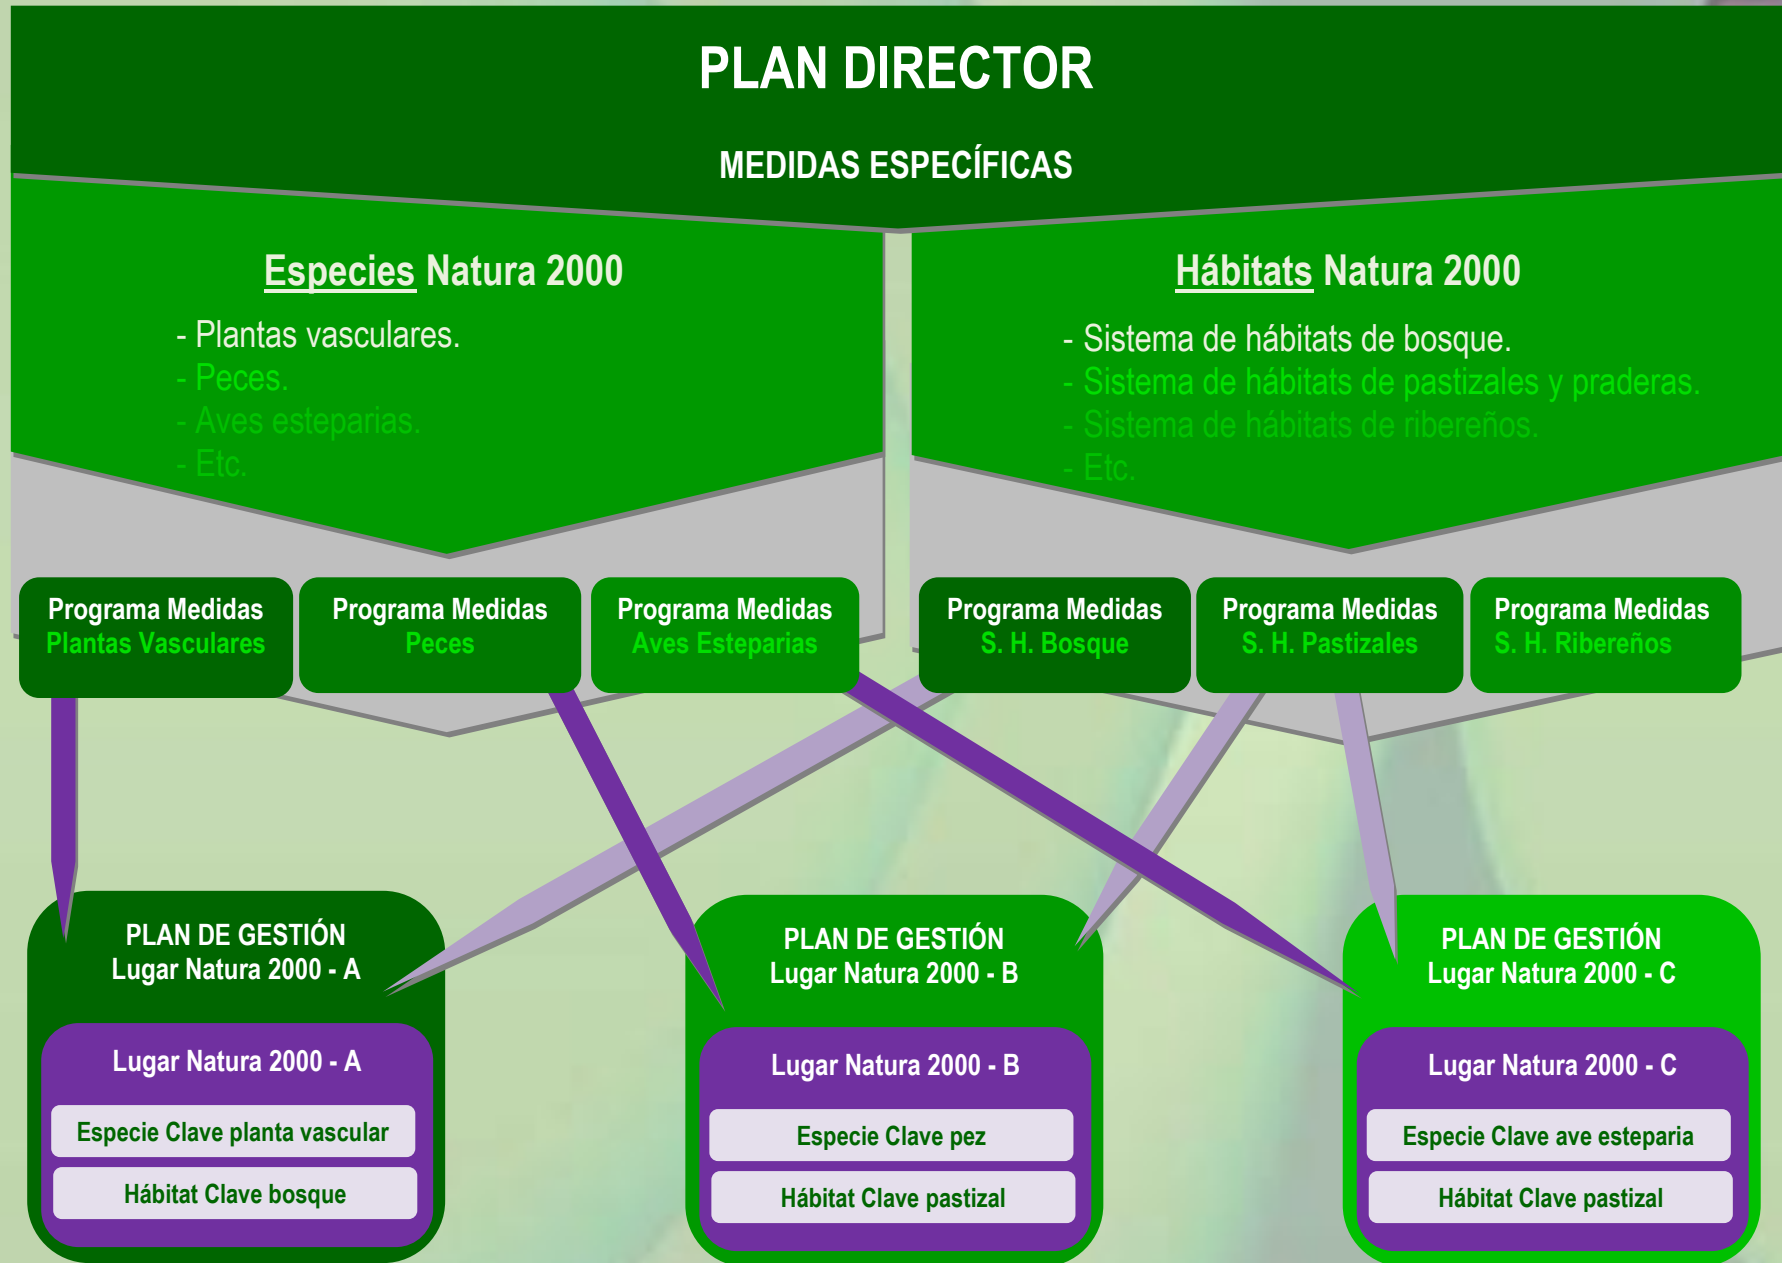 PLAN DIRECTOR
MEDIDAS ESPECÍFICAS
Especies Natura 2000
- Plantas vasculares.
- Peces.
- Aves esteparias.
- Etc.
Hábitats Natura 2000
- Sistema de hábitats de bosque.
- Sistema de hábitats de pastizales y praderas.
- Sistema de hábitats de ribereños.
- Etc.
Programa Medidas
Plantas Vasculares
Programa Medidas
Peces
Programa Medidas
Aves Esteparias
Programa Medidas
S. H. Bosque
Programa Medidas
S. H. Pastizales
Programa Medidas
S. H. Ribereños
PLAN DE GESTIÓN
Lugar Natura 2000 - A
Lugar Natura 2000 - A
Especie Clave planta vascular
Hábitat Clave bosque
PLAN DE GESTIÓN
Lugar Natura 2000 - B
Lugar Natura 2000 - B
Especie Clave pez
Hábitat Clave pastizal
PLAN DE GESTIÓN
Lugar Natura 2000 - C
Lugar Natura 2000 - C
Especie Clave ave esteparia
Hábitat Clave pastizal